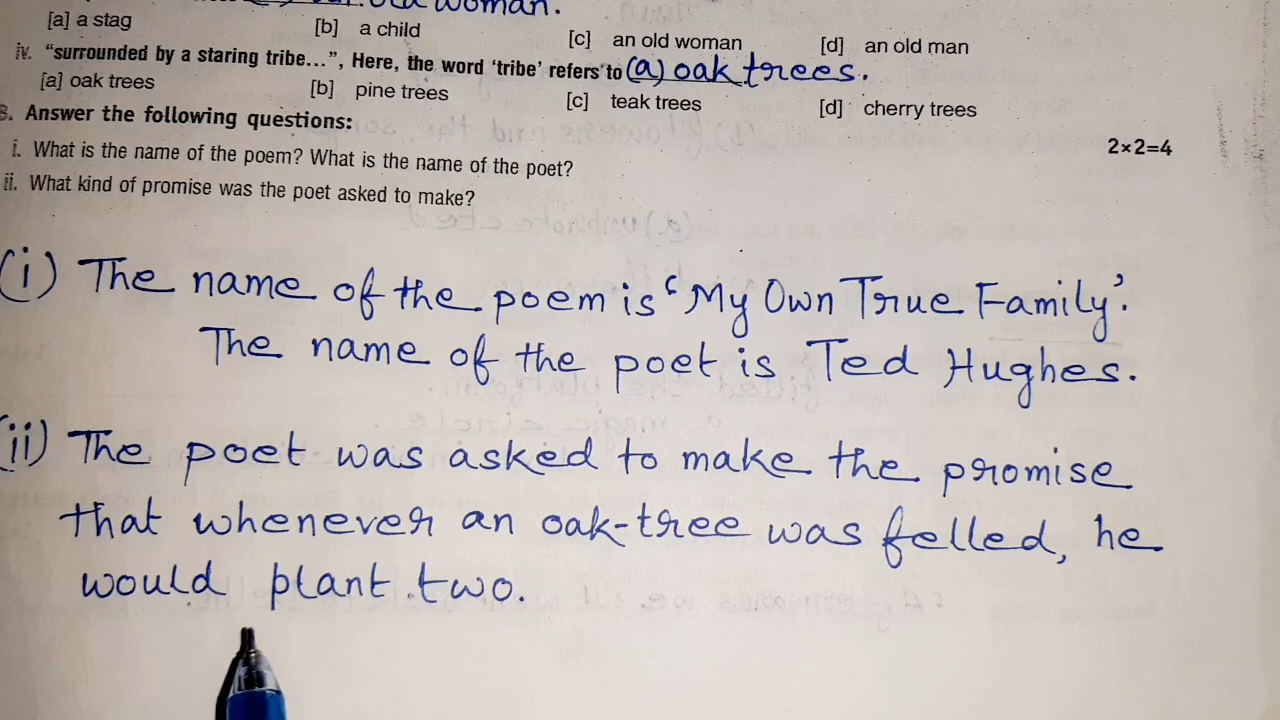 old woman.
[a] a stag [b] a child [c] an old woman [d] an old man
iv. “surrounded by a staring tribe...”, Here, the word ‘tribe’ refers to (a) oak trees.
[a] oak trees [b] pine trees [c] teak trees [d] cherry trees
Answer the following questions: 2×2=4
i. What is the name of the poem? What is the name of the poet?
ii. What kind of promise was the poet asked to make?
(i) The name of the poem is ‘My Own True Family’.
The name of the poet is Ted Hughes.
(ii) The poet was asked to make the promise
that whenever an oak-tree was felled, he
would plant two.